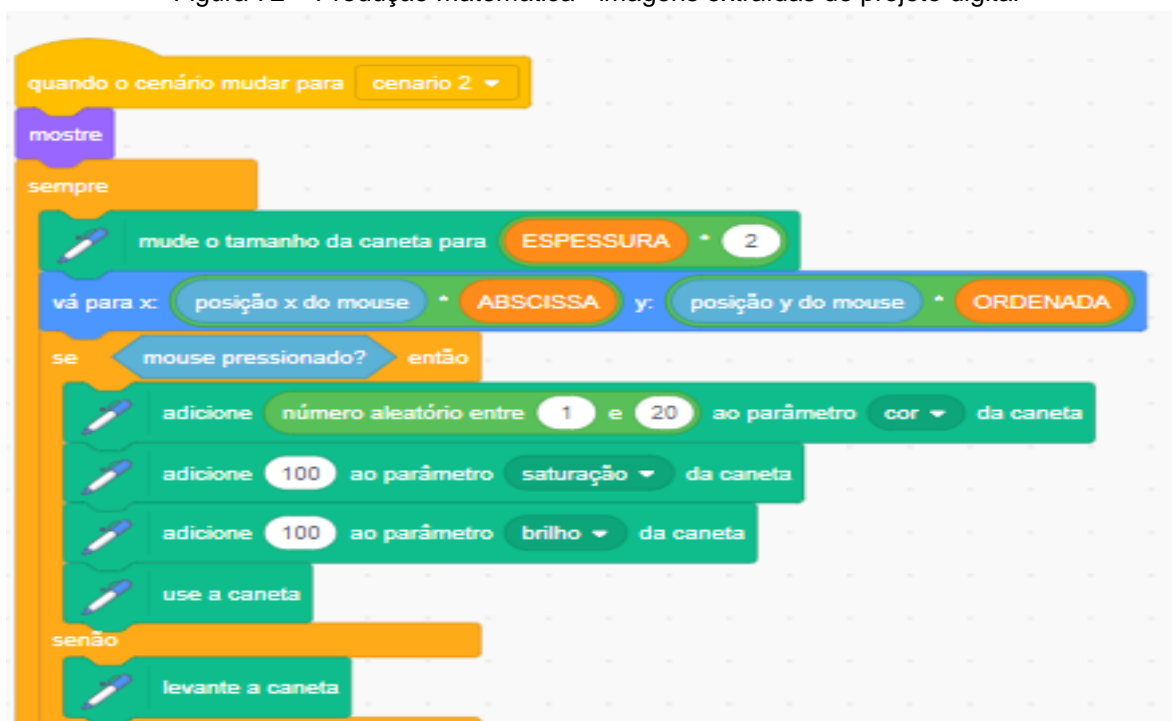 quando o cenário mudar para cenario 2
mostre
sempre
mude o tamanho da caneta para ESPESSURA * 2
vá para x: posição x do mouse * ABSCISSA y: posição y do mouse * ORDENADA
se mouse pressionado? então
adicione número aleatório entre 1 e 20 ao parâmetro cor da caneta
adicione 100 ao parâmetro saturação da caneta
adicione 100 ao parâmetro brilho da caneta
use a caneta
senão
levante a caneta